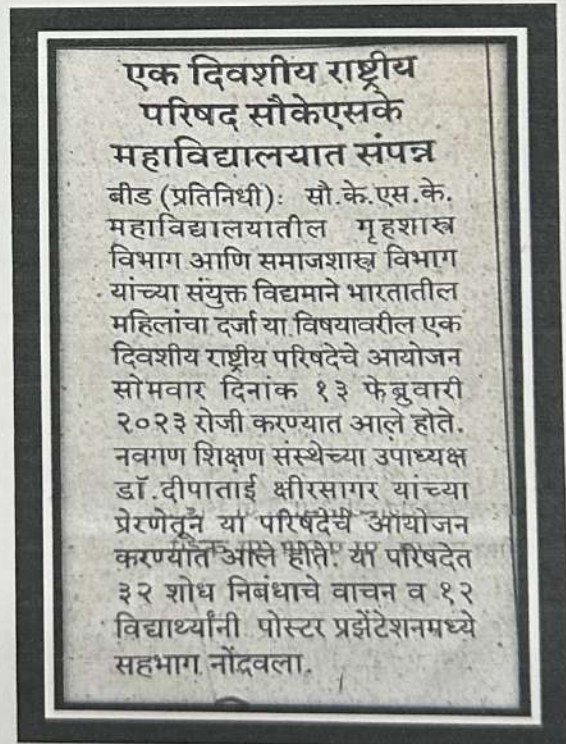 एक दिवशीय राष्ट्रीय
परिषद सौकेएसके
महाविद्यालयात संपन्न
बीड (प्रतिनिधी): सौ.के.एस.के.
महाविद्यालयातील गृहशास्त्र
विभाग आणि समाजशास्त्र विभाग
यांच्या संयुक्त विद्यमाने भारतातील
महिलांचा दर्जा या विषयावरील एक
दिवशीय राष्ट्रीय परिषदेचे आयोजन
सोमवार दिनांक १३ फेब्रुवारी
२०२३ रोजी करण्यात आले होते.
नवगण शिक्षण संस्थेच्या उपाध्यक्ष
डॉ.दीपाताई क्षीरसागर यांच्या
प्रेरणेतून या परिषदेचे आयोजन
करण्यात आले होते. या परिषदेत
३२ शोध निबंधाचे वाचन व १२
विद्यार्थ्यांनी पोस्टर प्रझेंटेशनमध्ये
सहभाग नोंदवला.